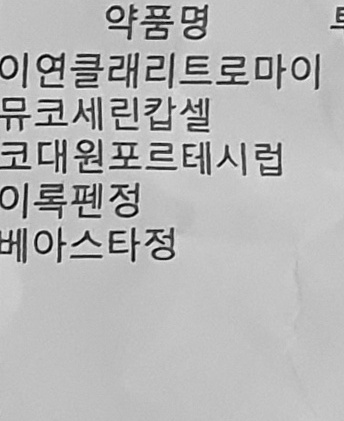 약품명
이연클래리트로마이
뮤코세린캅셀
코대원포르테시럽
이록펜정
베아스타정